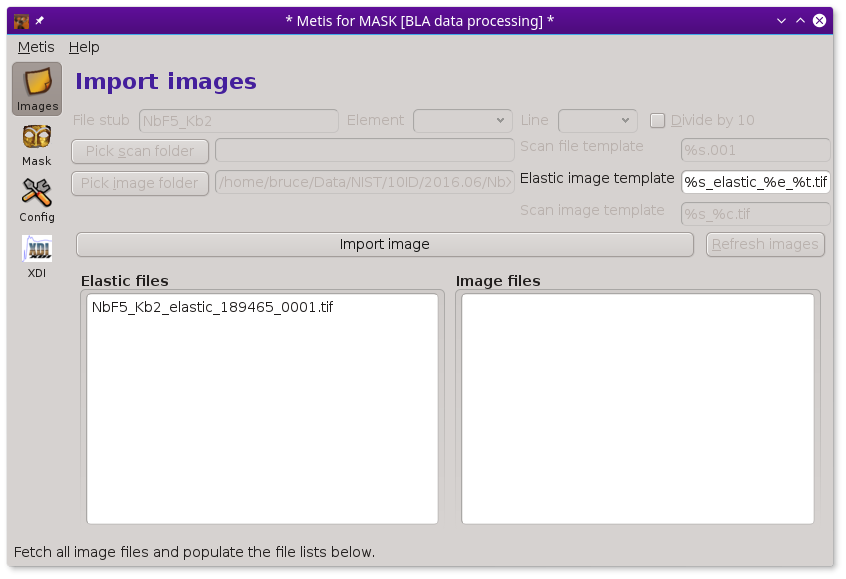 * Metis for MASK [BLA data processing] *
Metis Help
Images
Mask
Config
XDI
XDI
Import images
File stub NbF5_Kb2 Element Line Divide by 10
Pick scan folder Scan file template %s.001
Pick image folder /home/bruce/Data/NIST/10ID/2016.06/Nb Elastic image template %s_elastic_%e_%t.tif
Scan image template %s_%c.tif
Import image Refresh images
Elastic files Image files
NbF5_Kb2_elastic_189465_0001.tif
Fetch all image files and populate the file lists below.